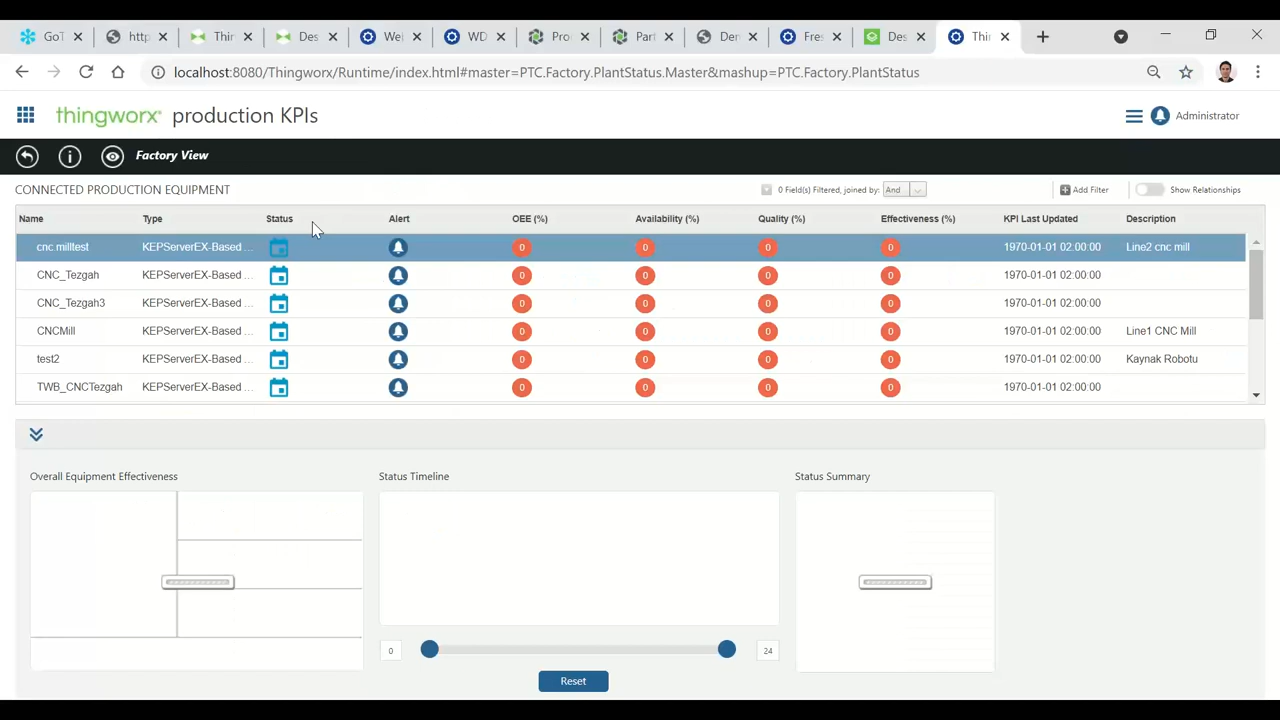 GoT
http
Thir
Des
Wei
WD
Pro
Part
Der
Fres
Des
Thi
localhost:8080/Thingworx/Runtime/index.html#master=PTC.Factory.PlantStatus.Master&mashup=PTC.Factory.PlantStatus
thingworx® production KPIs
Administrator
Factory View
CONNECTED PRODUCTION EQUIPMENT
0 Field(s) Filtered, joined by: And
Add Filter
Show Relationships
Name Type Status Alert OEE (%) Availability (%) Quality (%) Effectiveness (%) KPI Last Updated Description
cnc milltest KEPServerEX-Based ... 0 0 0 0 1970-01-01 02:00:00 Line2 cnc mill
CNC_Tezgah KEPServerEX-Based ... 0 0 0 0 1970-01-01 02:00:00
CNC_Tezgah3 KEPServerEX-Based ... 0 0 0 0 1970-01-01 02:00:00
CNCMill KEPServerEX-Based ... 0 0 0 0 1970-01-01 02:00:00 Line1 CNC Mill
test2 KEPServerEX-Based ... 0 0 0 0 1970-01-01 02:00:00 Kaynak Robotu
TWB_CNCTezgah KEPServerEX-Based ... 0 0 0 0 1970-01-01 02:00:00
Overall Equipment Effectiveness
Status Timeline
Status Summary
0
24
Reset